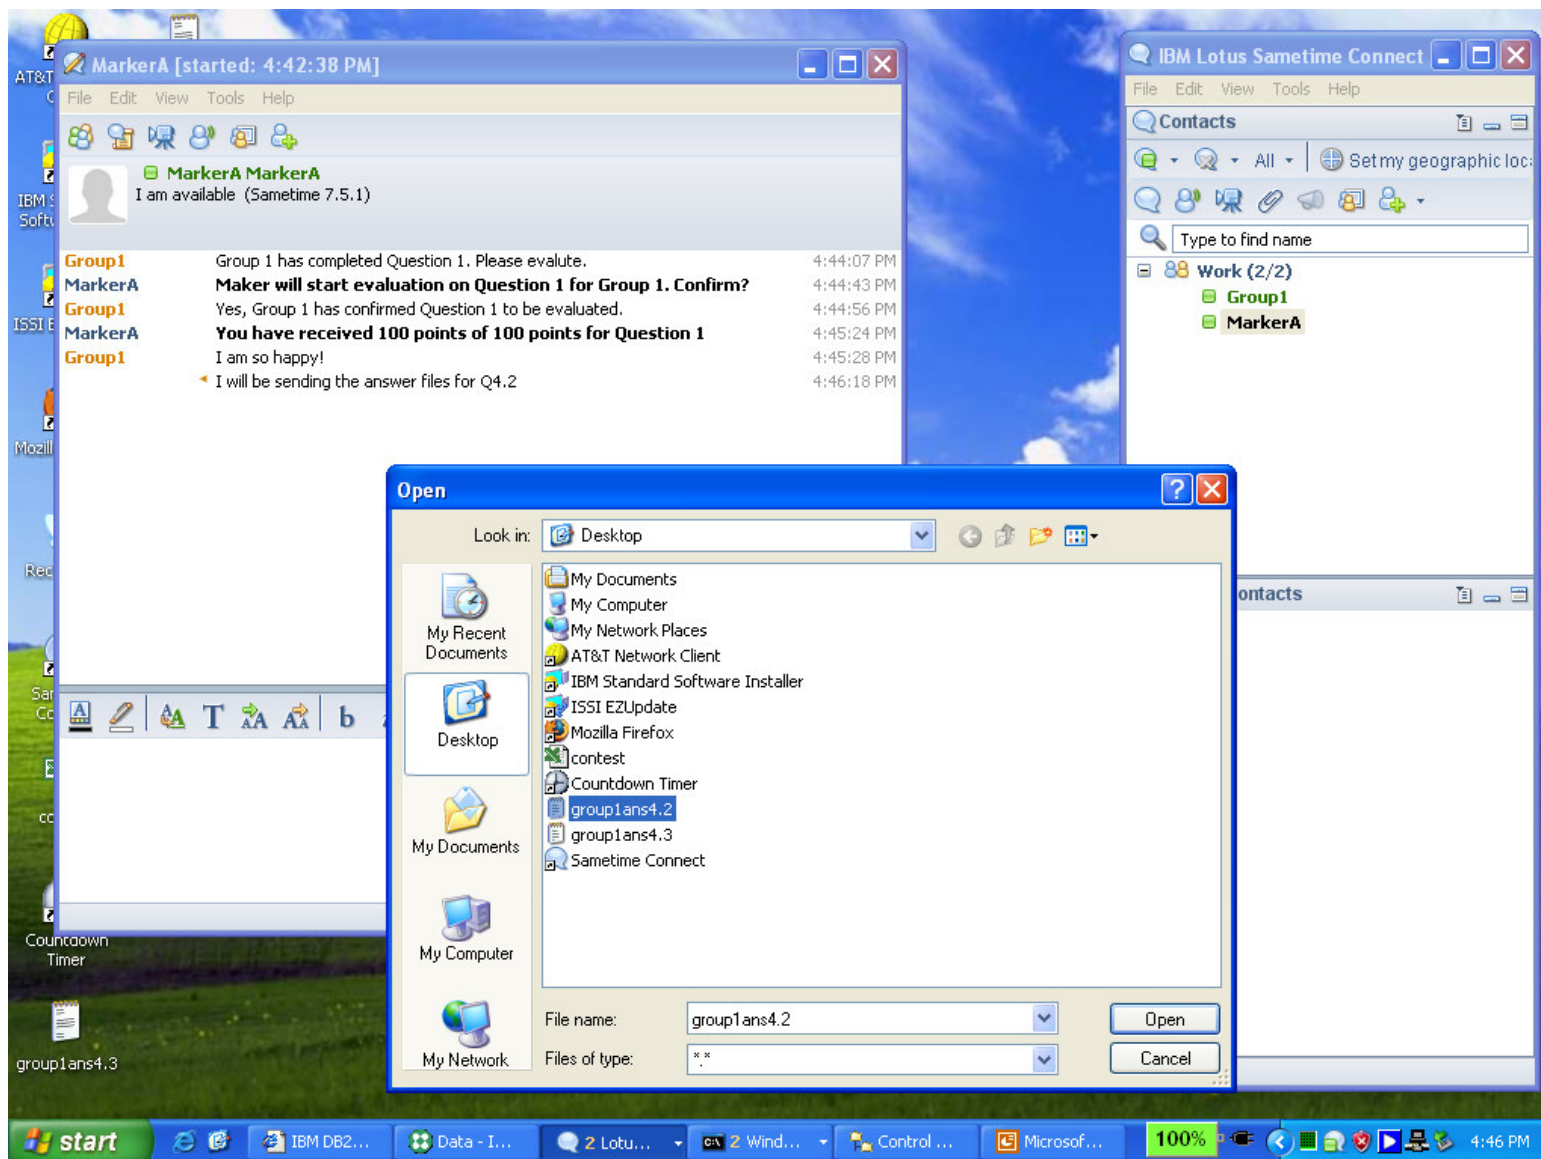 AT&T
MarkerA [started: 4:42:38 PM]
File Edit View Tools Help
MarkerA MarkerA
I am available (Sametime 7.5.1)
Group1 Group 1 has completed Question 1. Please evalute. 4:44:07 PM
MarkerA Maker will start evaluation on Question 1 for Group 1. Confirm? 4:44:43 PM
Group1 Yes, Group 1 has confirmed Question 1 to be evaluated. 4:44:56 PM
MarkerA You have received 100 points of 100 points for Question 1 4:45:24 PM
Group1 I am so happy! 4:45:28 PM
I will be sending the answer files for Q4.2 4:46:18 PM
T b
IBM Lotus Sametime Connect
File Edit View Tools Help
Contacts
All Set my geographic loc
Type to find name
Work (2/2)
Group1
MarkerA
ontacts
IBM
ISSI
Mozill
Rec
Countdown
Timer
group1ans4.3
Open
Look in: Desktop
My Recent
Documents
Desktop
My Documents
My Computer
My Network
My Documents
My Computer
My Network Places
AT&T Network Client
IBM Standard Software Installer
ISSI EZUpdate
Mozilla Firefox
contest
Countdown Timer
group1ans4.2
group1ans4.3
Sametime Connect
File name: group1ans4.2 Open
Files of type: *.* Cancel
start IBM DB2... Data - I... 2 Lotu... 2 Wind... Control ... Microsof... 100% 4:46 PM